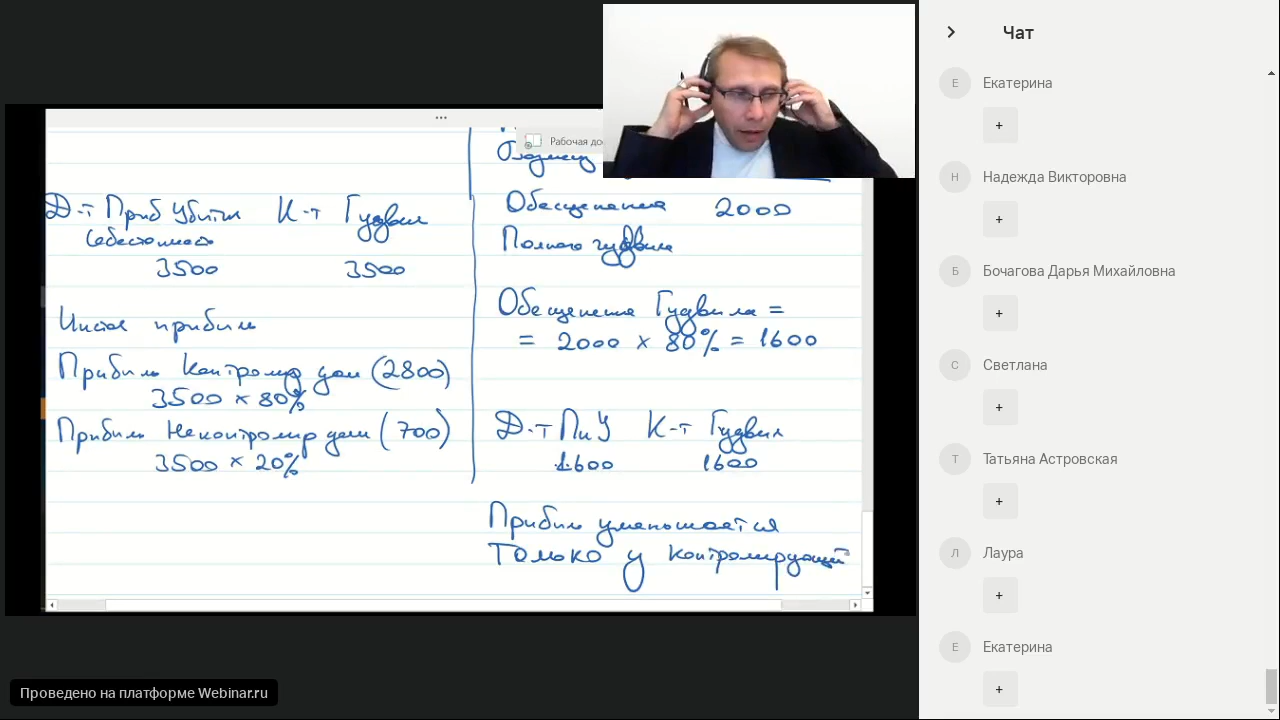 Чат
Е
Екатерина
+
Н
Надежда Викторовна
+
Б
Бочагова Дарья Михайловна
+
С
Светлана
+
Т
Татьяна Астровская
+
Л
Лаура
+
Е
Екатерина
+
Рабочая до
Д-т Приб Убытки К-т Гудвил
Себестоимость
3500 3500
Чистая прибыль
Прибыль Контролир доли (2800)
3500 x 80%
Прибыль Неконтролир доли (700)
3500 x 20%
Обесценение 2000
Полного гудвила
Обесценение Гудвила =
= 2000 x 80% = 1600
Д-т ПиУ К-т Гудвил
1600 1600
Прибыль уменьшается
Только у контролирующей
Проведено на платформе Webinar.ru